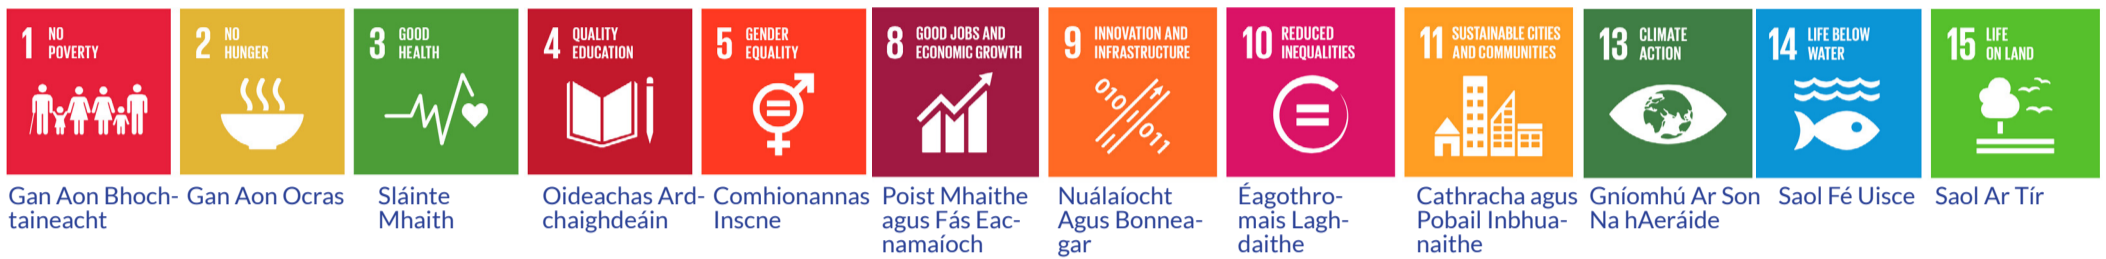 1 NO
POVERTY
2 NO
HUNGER
3 GOOD
HEALTH
4 QUALITY
EDUCATION
5 GENDER
EQUALITY
8 GOOD JOBS AND
ECONOMIC GROWTH
9 INNOVATION AND
INFRASTRUCTURE
10 REDUCED
INEQUALITIES
11 SUSTAINABLE CITIES
AND COMMUNITIES
13 CLIMATE
ACTION
14 LIFE BELOW
WATER
15 LIFE
ON LAND
010
011
Gan Aon Bhoch-
taineacht
Gan Aon Ocras
Sláinte
Mhaith
Oideachas Ard-
chaighdeáin
Comhionannas
Inscne
Poist Mhaithe
agus Fás Eac-
namaíoch
Nuálaíocht
Agus Bonnea-
gar
Éagothro-
mais Lagh-
daithe
Cathracha agus
Pobail Inbhua-
naithe
Gníomhú Ar Son
Na hAeráide
Saol Fé Uisce
Saol Ar Tír